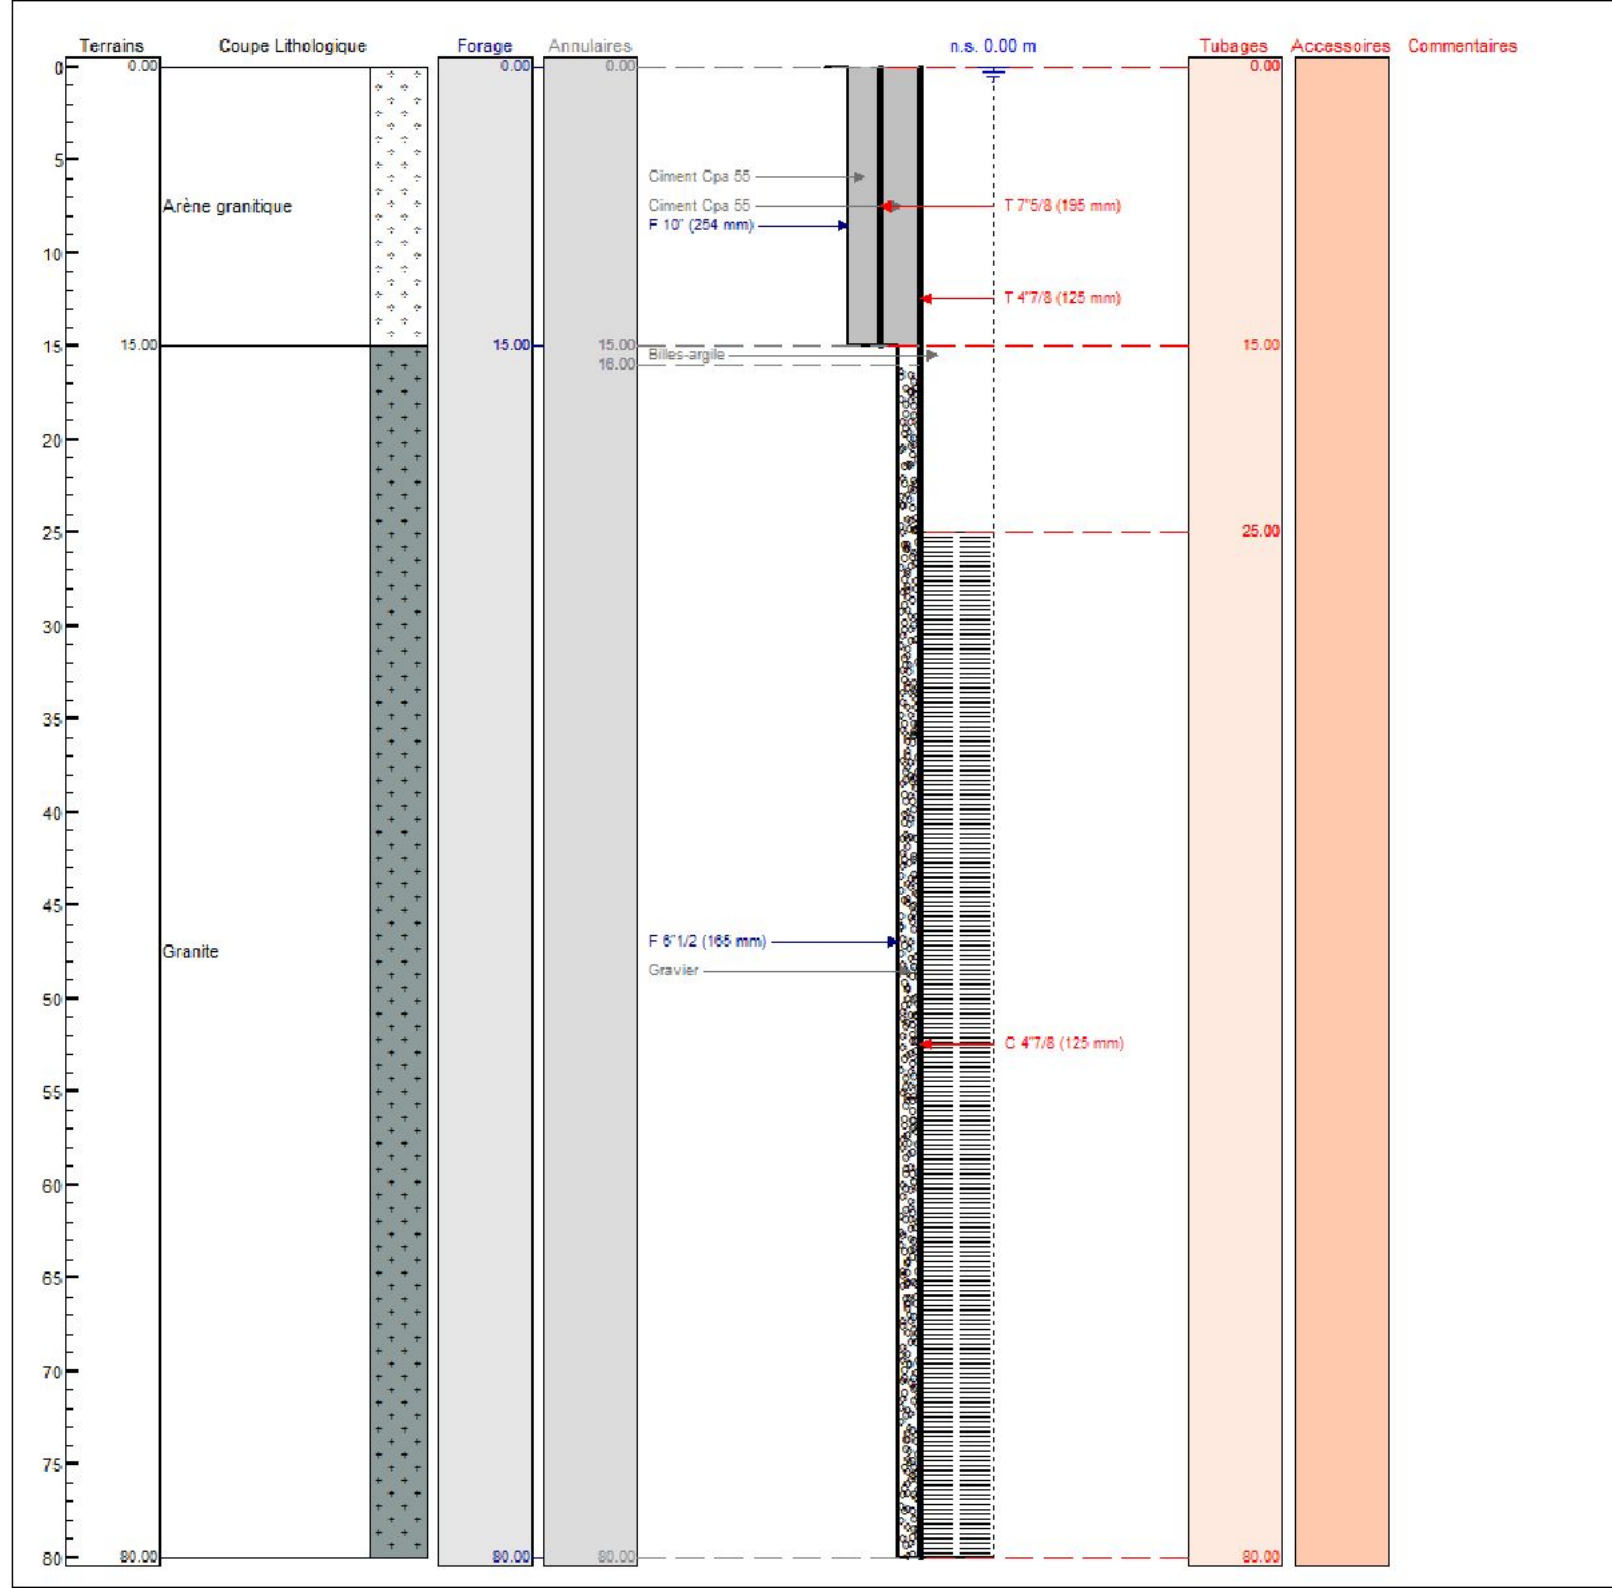 Terrains Coupe Lithologique Forage Annulaires n.s. 0.00 m Tubages Accessoires Commentaires
0 0.00 0.00 0.00 0.00
5
Ciment Cpa 55
Arène granitique Ciment Cpa 55 T 7"5/8 (195 mm)
F 10" (254 mm)
10
T 4"7/8 (125 mm)
15 15.00 15.00 15.00 15.00
Billes-argile
16.00
20
25 25.00
30
35
40
45
F 6"1/2 (165 mm)
Granite
Gravier
50
C 4"7/8 (125 mm)
55
60
65
70
75
80 80.00 80.00 80.00 80.00